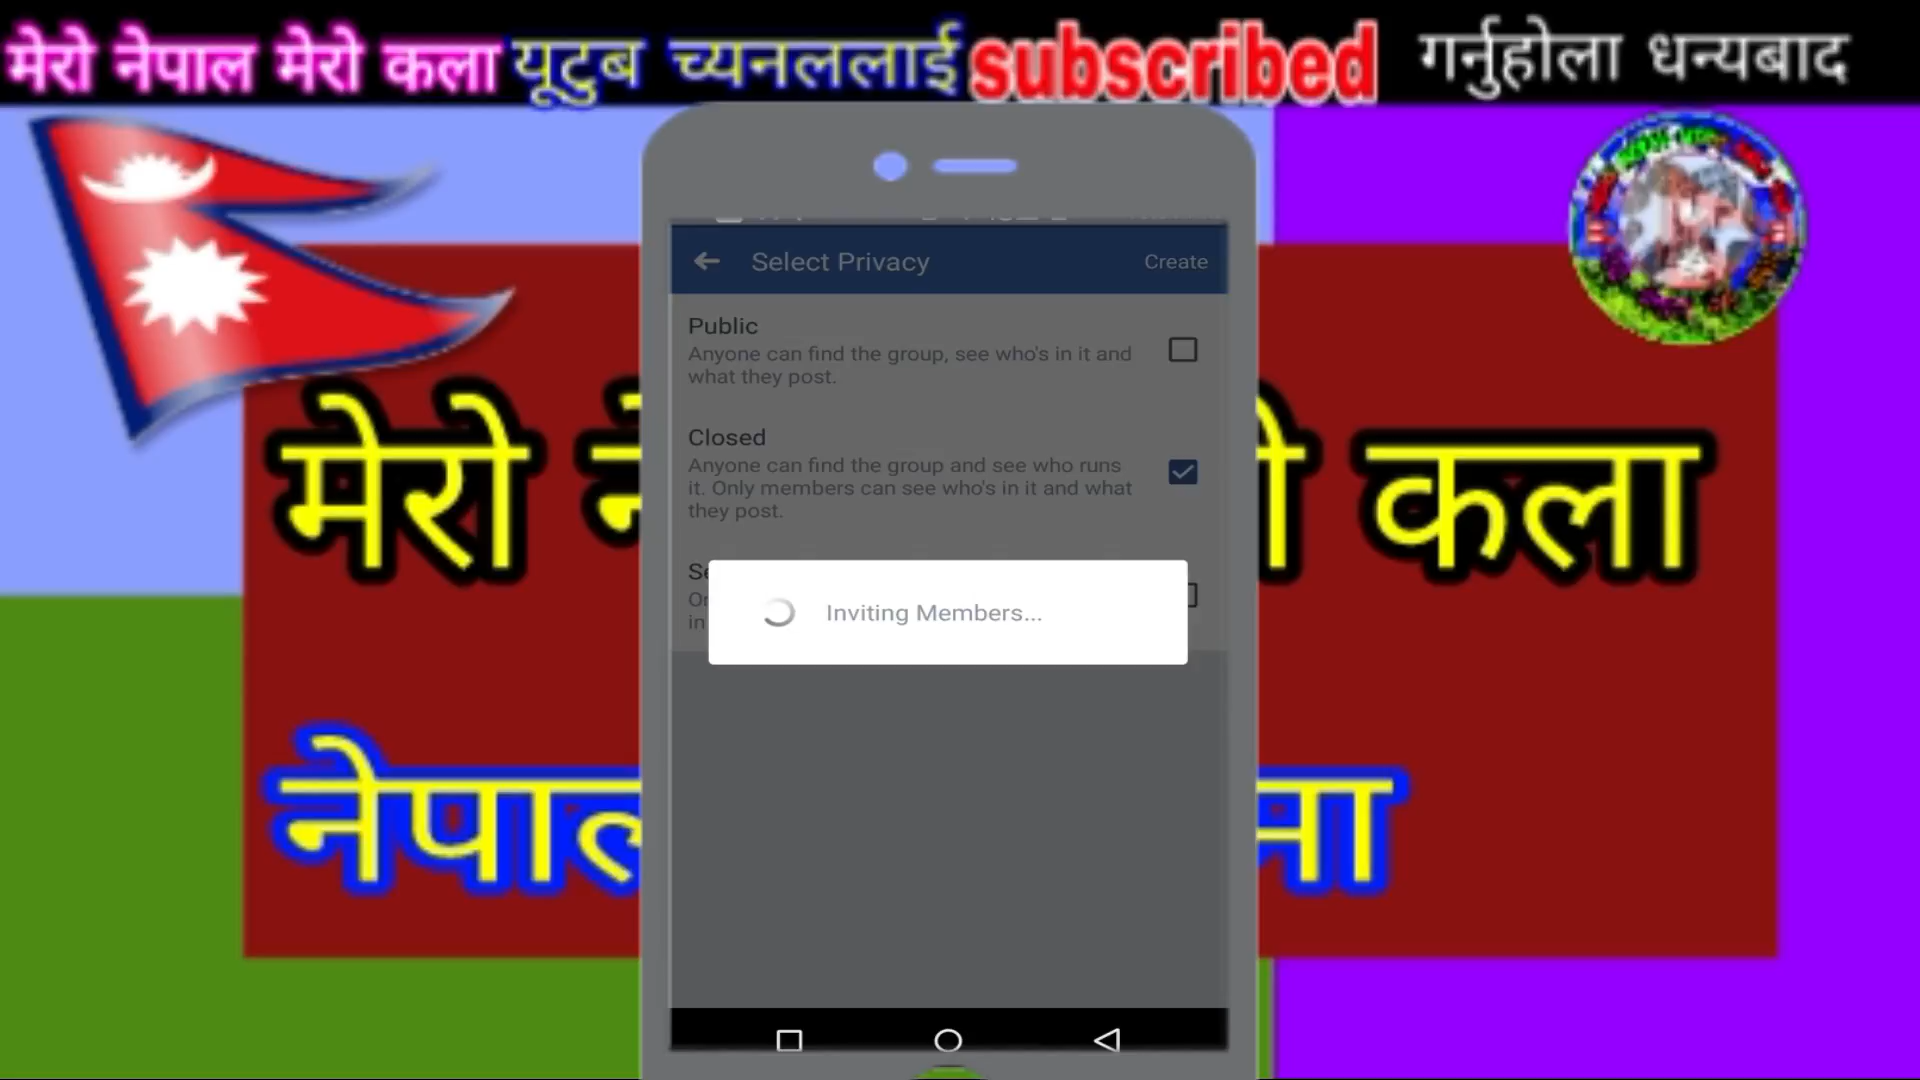 मेरो नेपाल मेरो कला यूटुब च्यनललाई subscribed गर्नुहोला धन्यबाद
Select Privacy
Create
Public
Anyone can find the group, see who's in it and
what they post.
Closed
Anyone can find the group and see who runs
it. Only members can see who's in it and what
they post.
in
Inviting Members...
मेरो
कला